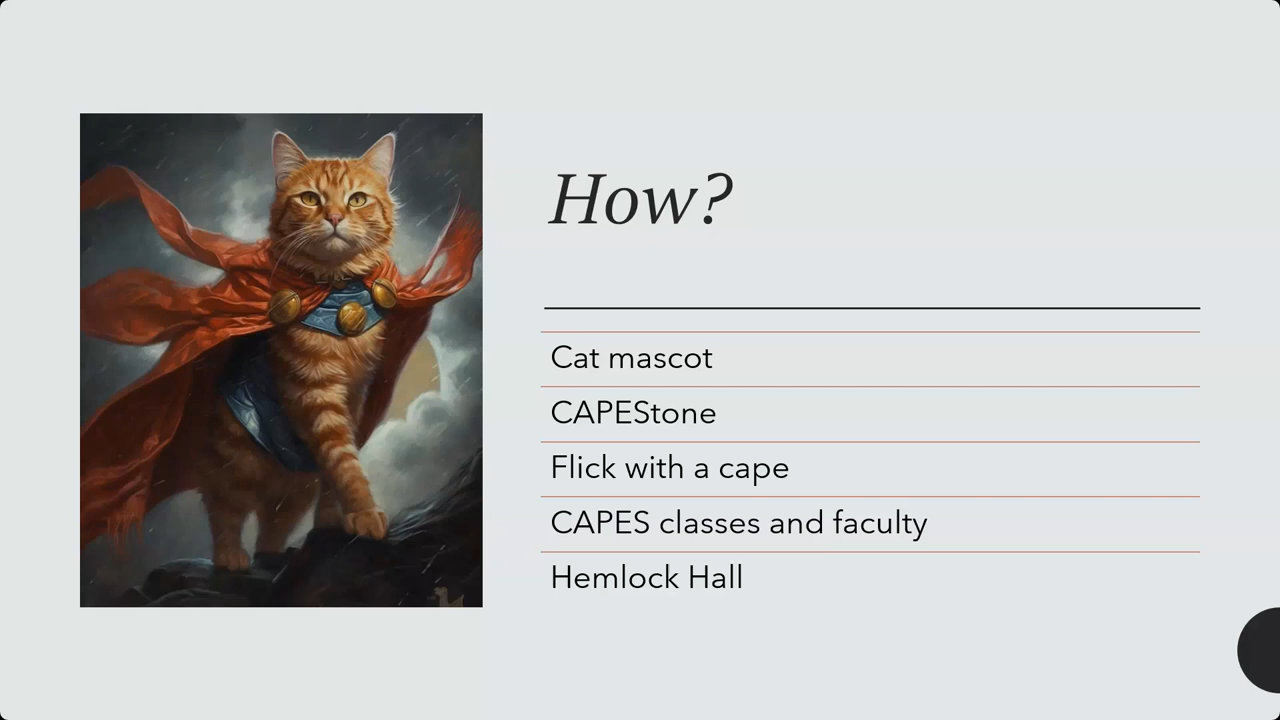 How?
Cat mascot
CAPEStone
Flick with a cape
CAPES classes and faculty
Hemlock Hall